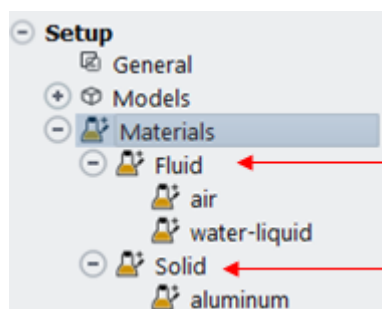 Setup
General
Models
Materials
Fluid
air
water-liquid
Solid
aluminum